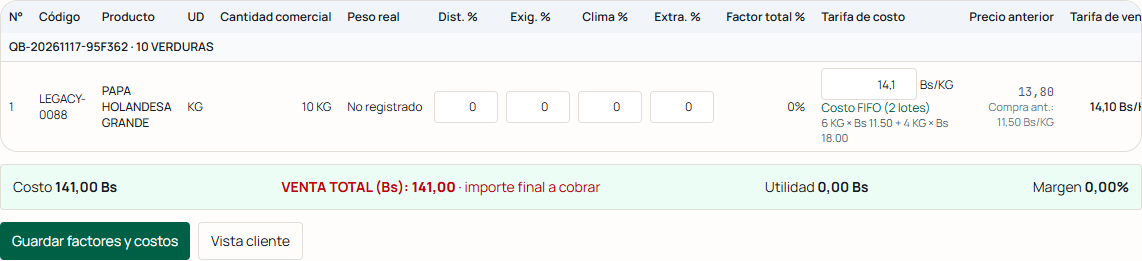 N° Código Producto UD Cantidad comercial Peso real Dist. % Exig. % Clima % Extra. % Factor total % Tarifa de costo Precio anterior Tarifa de ven
QB-20261117-95F362 · 10 VERDURAS
1 LEGACY-0088 PAPA HOLANDESA GRANDE KG 10 KG No registrado 0 0 0 0 0% 14,1 Bs/KG 13,80 14,10 Bs/K
Costo FIFO (2 lotes) Compra ant.:
6 KG × Bs 11.50 + 4 KG × Bs 11,50 Bs/KG
18.00
Costo 141,00 Bs VENTA TOTAL (Bs): 141,00 · importe final a cobrar Utilidad 0,00 Bs Margen 0,00%
Guardar factores y costos Vista cliente